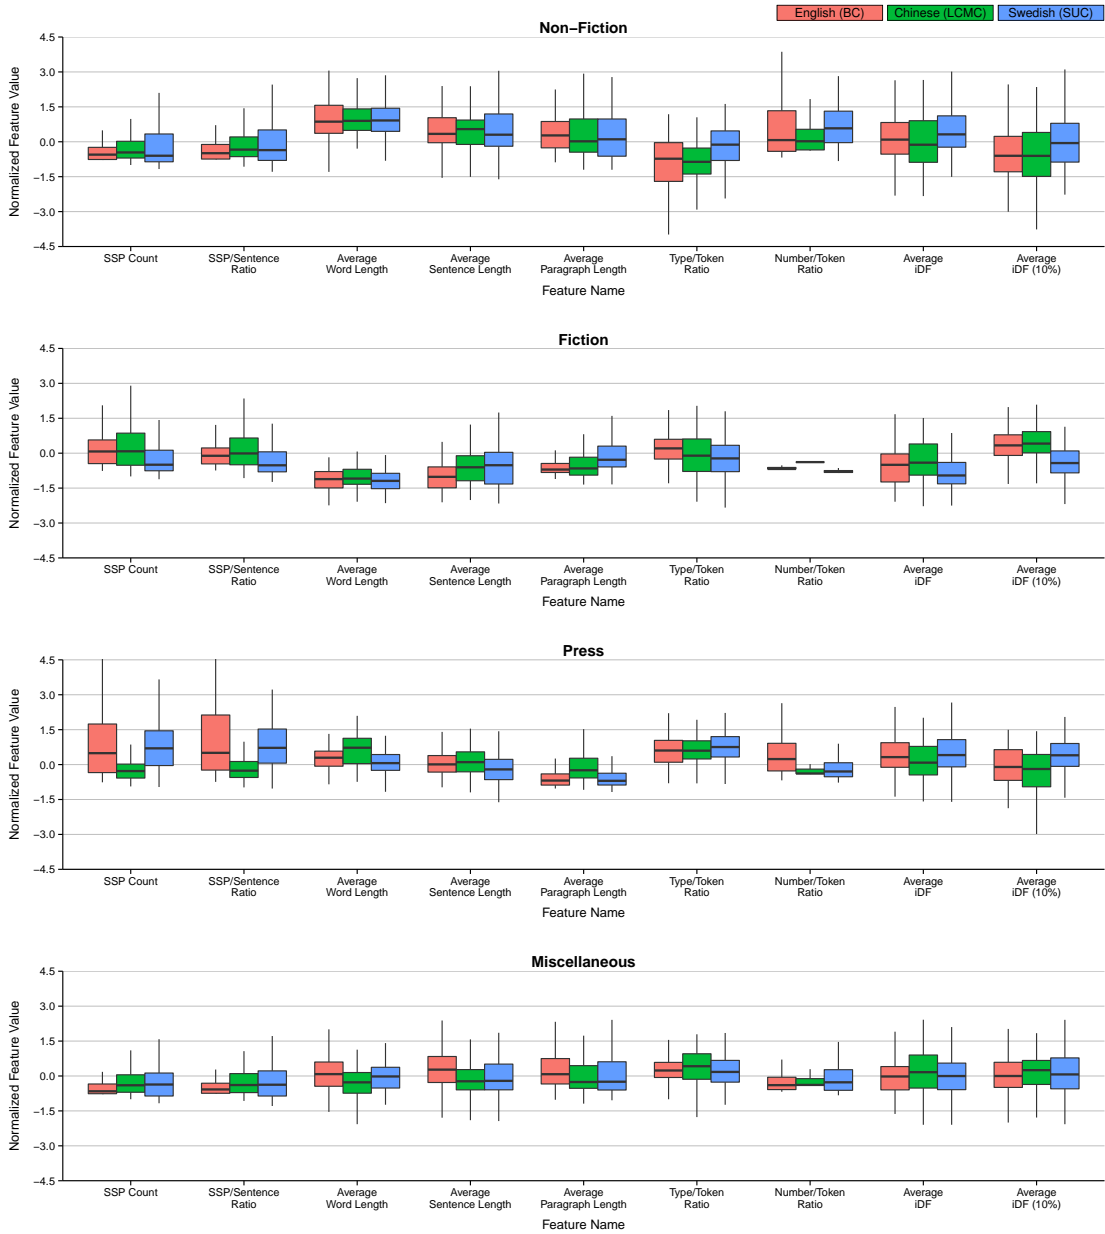 English (BC) Chinese (LCMC) Swedish (SUC)
Non−Fiction
Normalized Feature Value
4.5
3.0
1.5
0.0
−1.5
−3.0
−4.5
SSP Count SSP/Sentence Average Average Average Type/Token Number/Token Average Average
Ratio Word Length Sentence Length Paragraph Length Ratio Ratio iDF iDF (10%)
Feature Name
Fiction
Normalized Feature Value
4.5
3.0
1.5
0.0
−1.5
−3.0
−4.5
SSP Count SSP/Sentence Average Average Average Type/Token Number/Token Average Average
Ratio Word Length Sentence Length Paragraph Length Ratio Ratio iDF iDF (10%)
Feature Name
Press
Normalized Feature Value
4.5
3.0
1.5
0.0
−1.5
−3.0
−4.5
SSP Count SSP/Sentence Average Average Average Type/Token Number/Token Average Average
Ratio Word Length Sentence Length Paragraph Length Ratio Ratio iDF iDF (10%)
Feature Name
Miscellaneous
Normalized Feature Value
4.5
3.0
1.5
0.0
−1.5
−3.0
−4.5
SSP Count SSP/Sentence Average Average Average Type/Token Number/Token Average Average
Ratio Word Length Sentence Length Paragraph Length Ratio Ratio iDF iDF (10%)
Feature Name